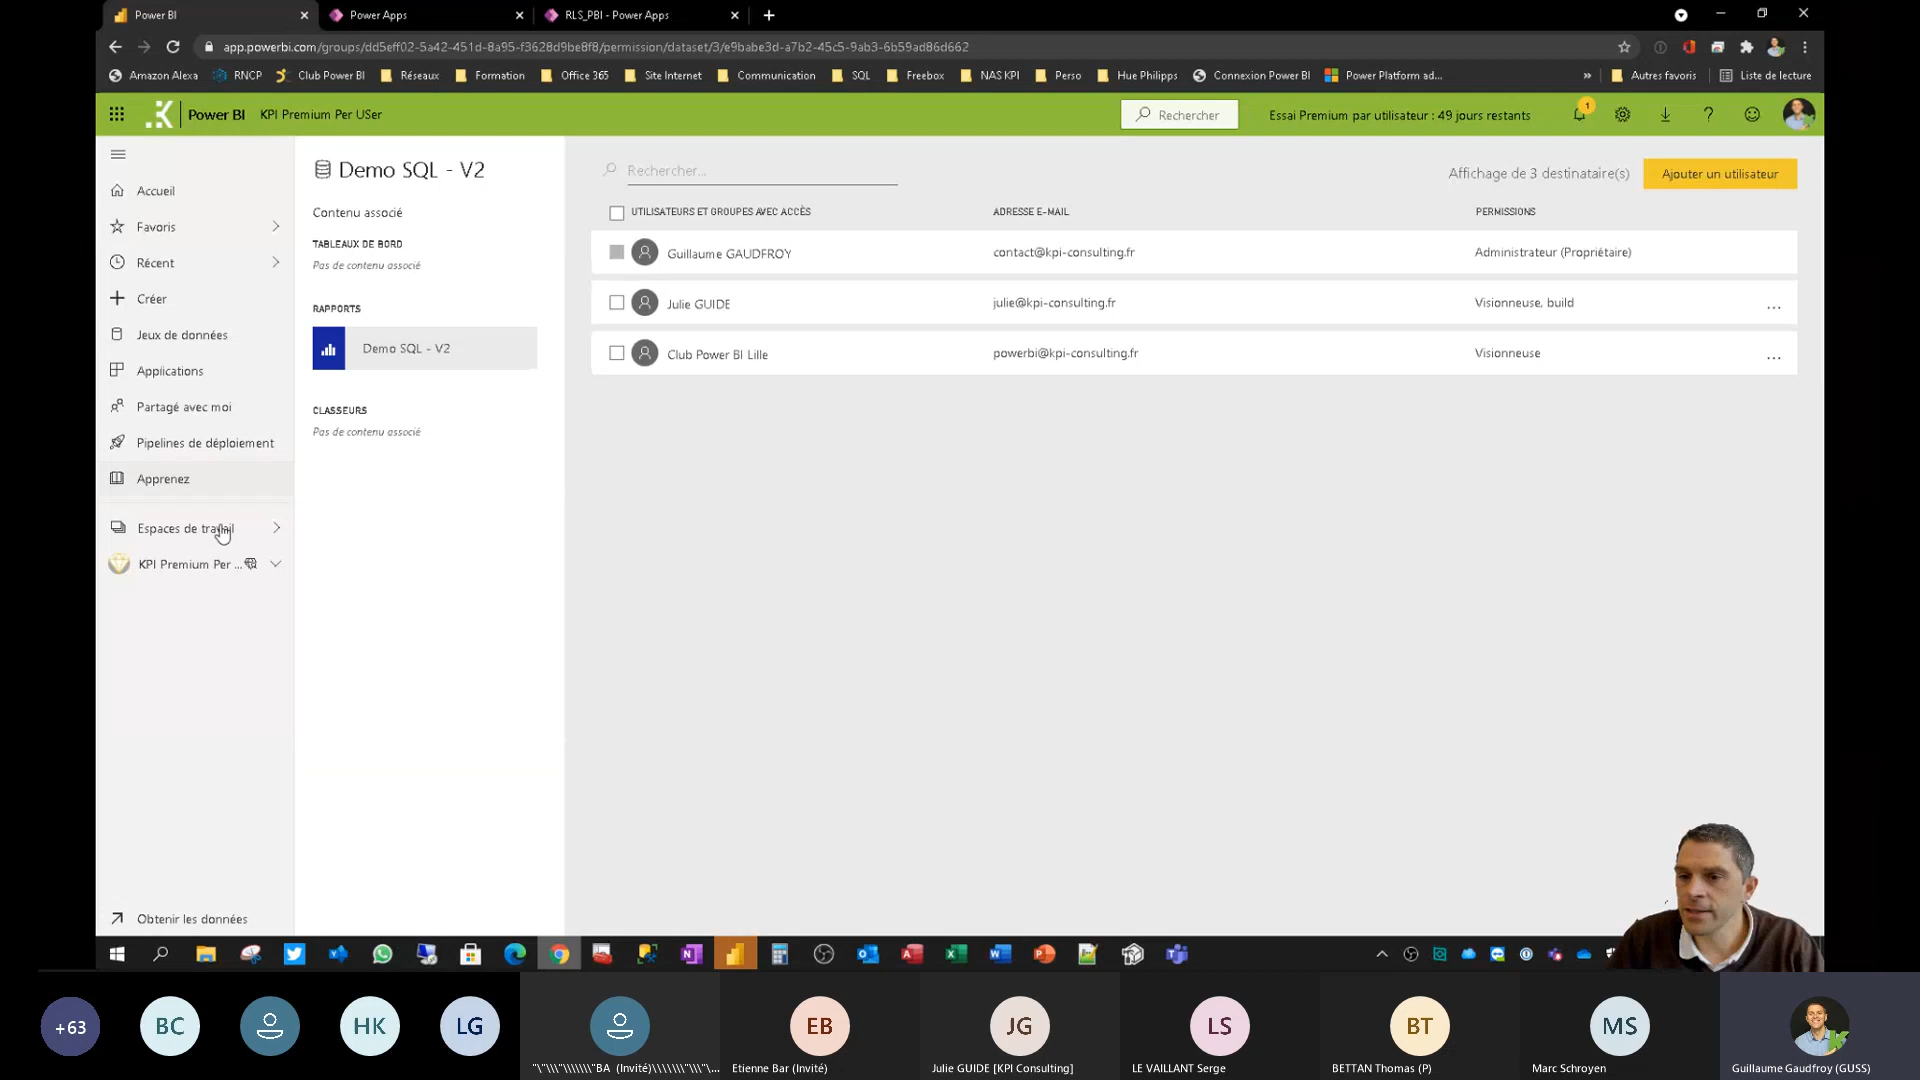 Power BI
Power Apps
RLS_PBI - Power Apps
app.powerbi.com/groups/dd5eff02-5a42-451d-8a95-f3628d9be8f8/permission/dataset/3/e9babe3d-a7b2-45c5-9ab3-6b59ad86d662
Amazon Alexa RNCP Club Power BI Réseaux Formation Office 365 Site Internet Communication SQL Freebox NAS KPI Perso Hue Philipps Connexion Power BI Power Platform ad... » Autres favoris Liste de lecture
Power BI KPI Premium Per USer Rechercher Essai Premium par utilisateur : 49 jours restants 1
Accueil
Favoris
Récent
Créer
Jeux de données
Applications
Partagé avec moi
Pipelines de déploiement
Apprenez
Espaces de travail
KPI Premium Per ...
Obtenir les données
Demo SQL - V2
Contenu associé
TABLEAUX DE BORD
Pas de contenu associé
RAPPORTS
Demo SQL - V2
CLASSEURS
Pas de contenu associé
Rechercher...
Affichage de 3 destinataire(s)
Ajouter un utilisateur
UTILISATEURS ET GROUPES AVEC ACCÈS ADRESSE E-MAIL PERMISSIONS
Guillaume GAUDFROY contact@kpi-consulting.fr Administrateur (Propriétaire)
Julie GUIDE julie@kpi-consulting.fr Visionneuse, build ...
Club Power BI Lille powerbi@kpi-consulting.fr Visionneuse ...
+63 BC HK LG EB JG LS BT MS
"\"\\\"\\\\\\\"BA (Invité)\\\\\\\"\\\"\... Etienne Bar (Invité) Julie GUIDE [KPI Consulting] LE VAILLANT Serge BETTAN Thomas (P) Marc Schroyen Guillaume Gaudfroy (GUSS)